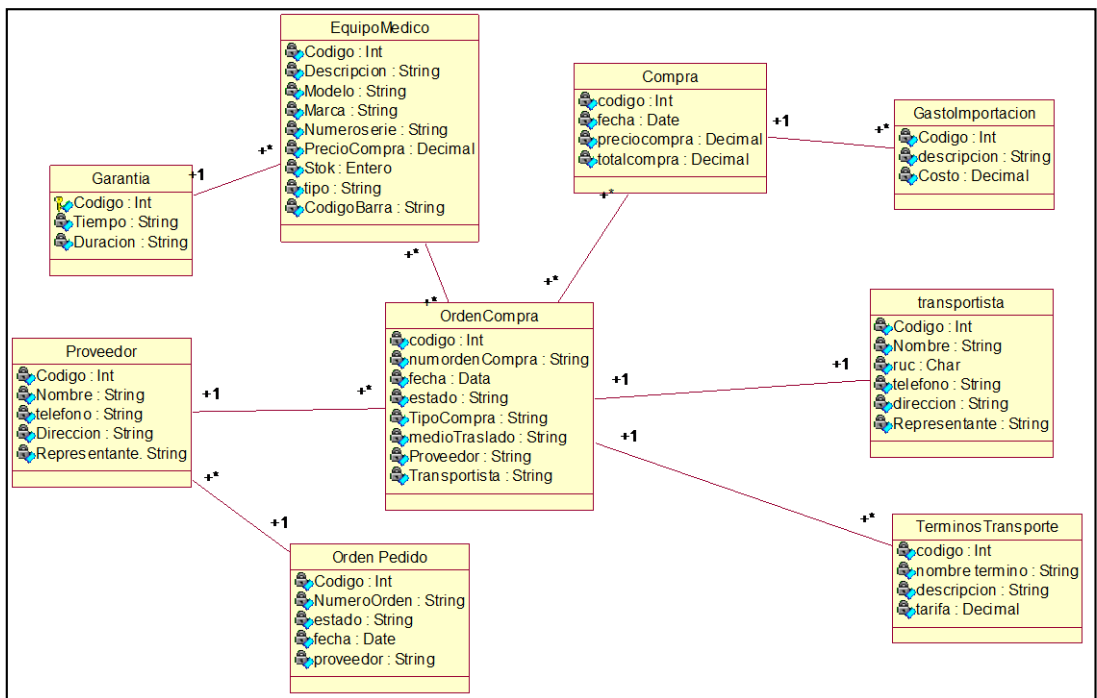 EquipoMedico
Codigo : Int
Descripcion : String
Modelo : String
Marca : String
Numeroserie : String
PrecioCompra : Decimal
Stok : Entero
tipo : String
CodigoBarra : String
Compra
codigo : Int
fecha : Date
preciocompra : Decimal
totalcompra : Decimal
GastoImportacion
Codigo : Int
descripcion : String
Costo : Decimal
+1
+*
Garantia
Codigo : Int
Tiempo : String
Duracion : String
+1
+*
+*
+*
+*
+*
OrdenCompra
codigo : Int
numordenCompra : String
fecha : Data
estado : String
TipoCompra : String
medioTraslado : String
Proveedor : String
Transportista : String
transportista
Codigo : Int
Nombre : String
ruc : Char
telefono : String
direccion : String
Representante : String
+1
+1
Proveedor
Codigo : Int
Nombre : String
telefono : String
Direccion : String
Representante. String
+1
+*
+1
+*
+*
+1
Orden Pedido
Codigo : Int
NumeroOrden : String
estado : String
fecha : Date
proveedor : String
TerminosTransporte
codigo : Int
nombre termino : String
descripcion : String
tarifa : Decimal